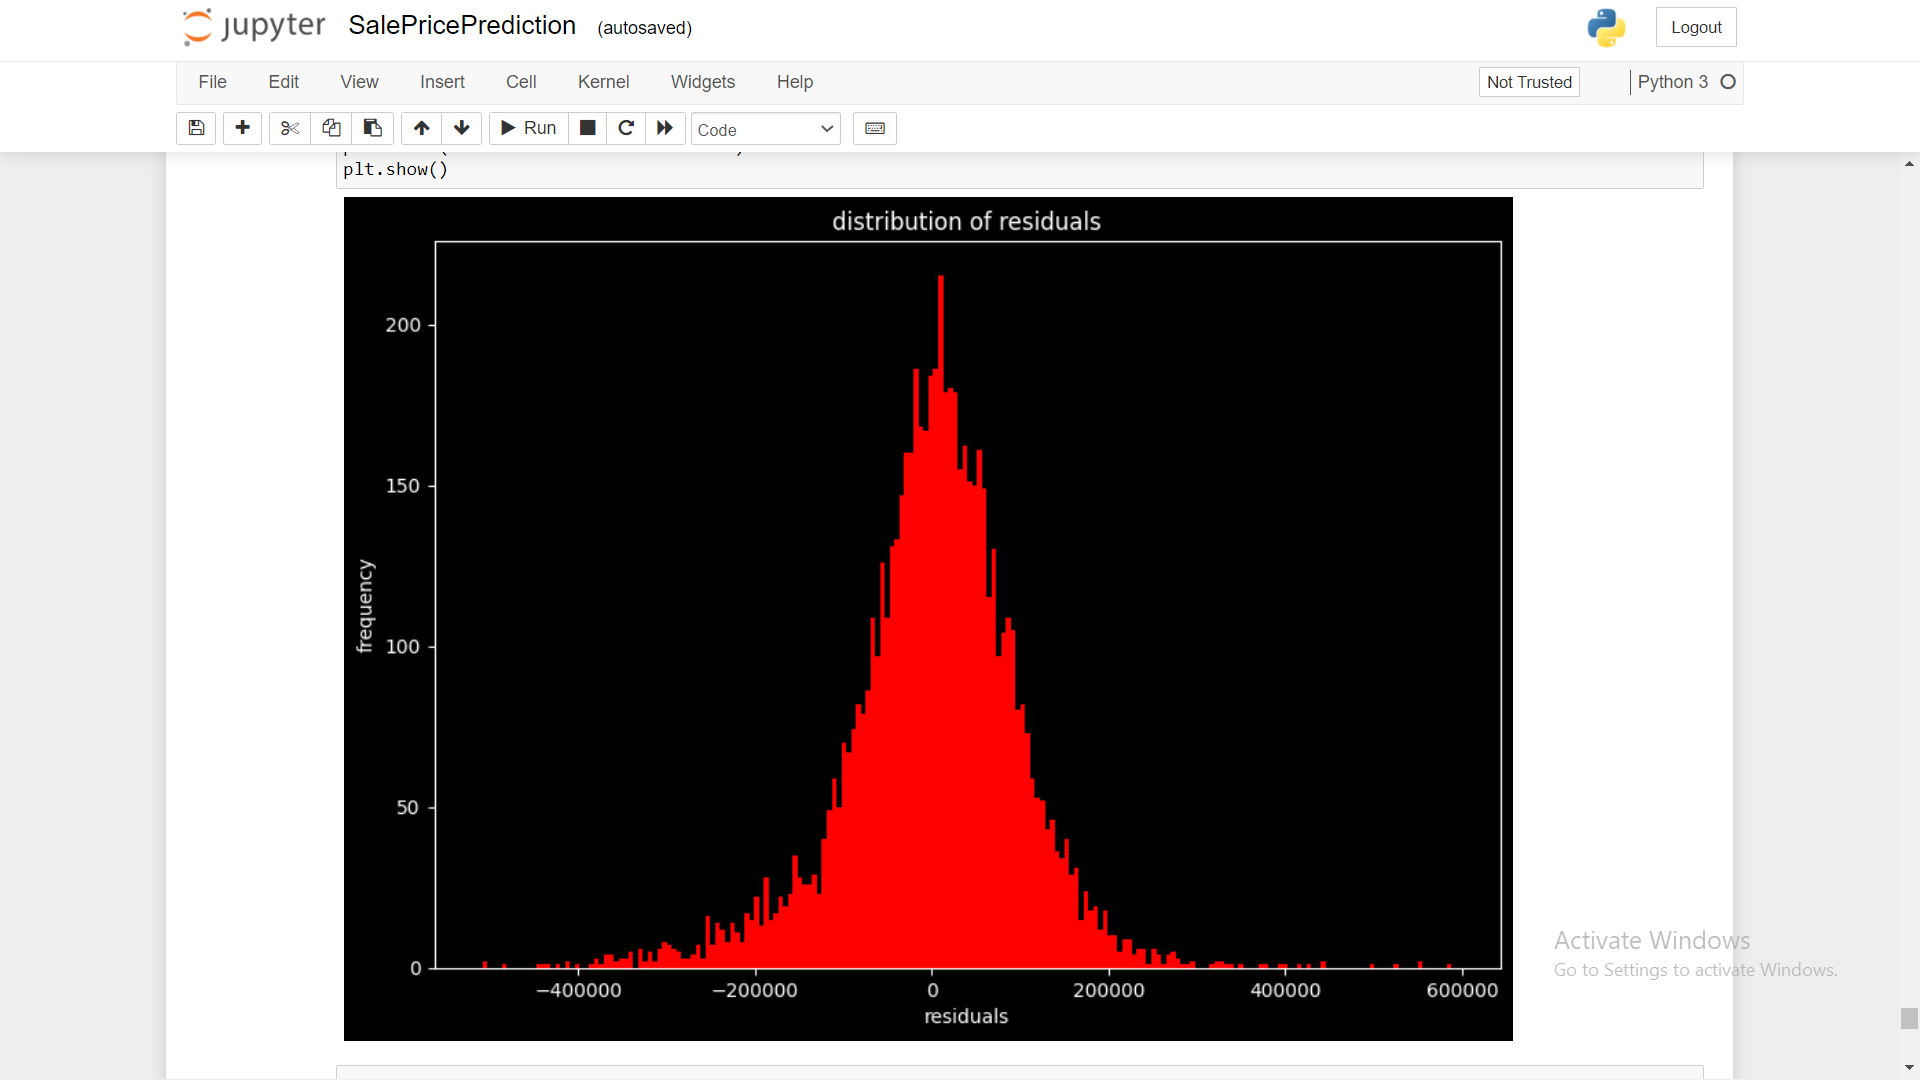 jupyter SalePricePrediction (autosaved) Logout
File Edit View Insert Cell Kernel Widgets Help Not Trusted Python 3
Run Code
plt.show()
distribution of residuals
200
150
100
50
0
frequency
−400000 −200000 0 200000 400000 600000
residuals
Activate Windows
Go to Settings to activate Windows.